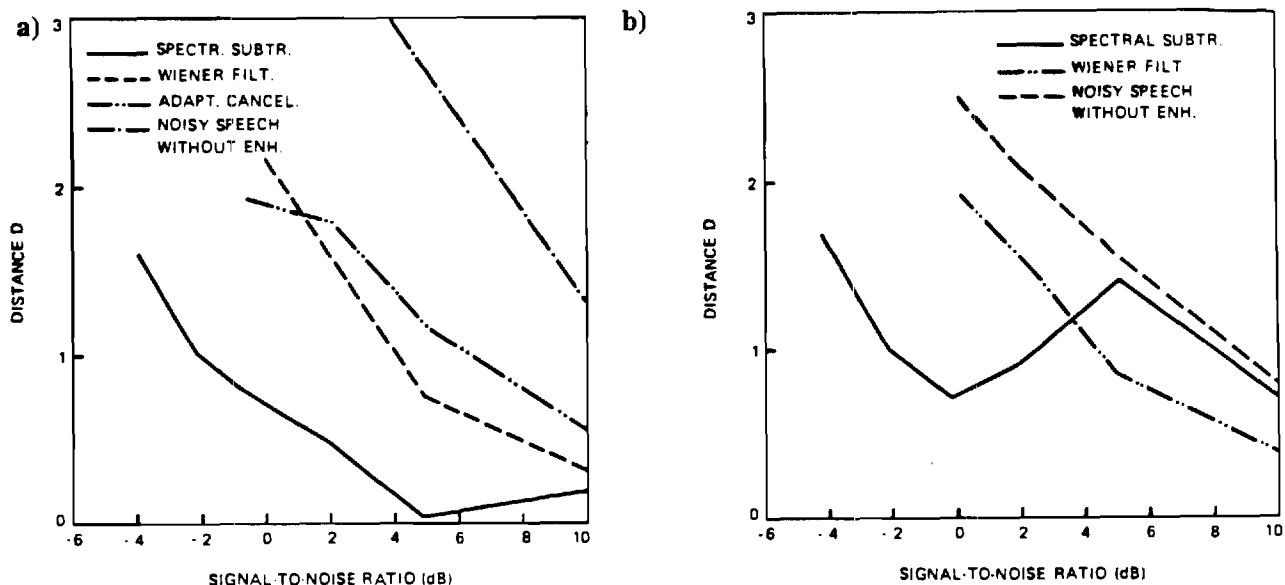 a)
3
SPECTR. SUBTR.
WIENER FILT.
ADAPT. CANCEL.
NOISY SPEECH
WITHOUT ENH.
2
1
0
DISTANCE D
-6 -4 -2 0 2 4 6 8 10
SIGNAL-TO-NOISE RATIO (dB)
b)
3
SPECTRAL SUBTR.
WIENER FILT
NOISY SPEECH
WITHOUT ENH.
2
1
0
DISTANCE D
-6 -4 -2 0 2 4 6 8 10
SIGNAL-TO-NOISE RATIO (dB)